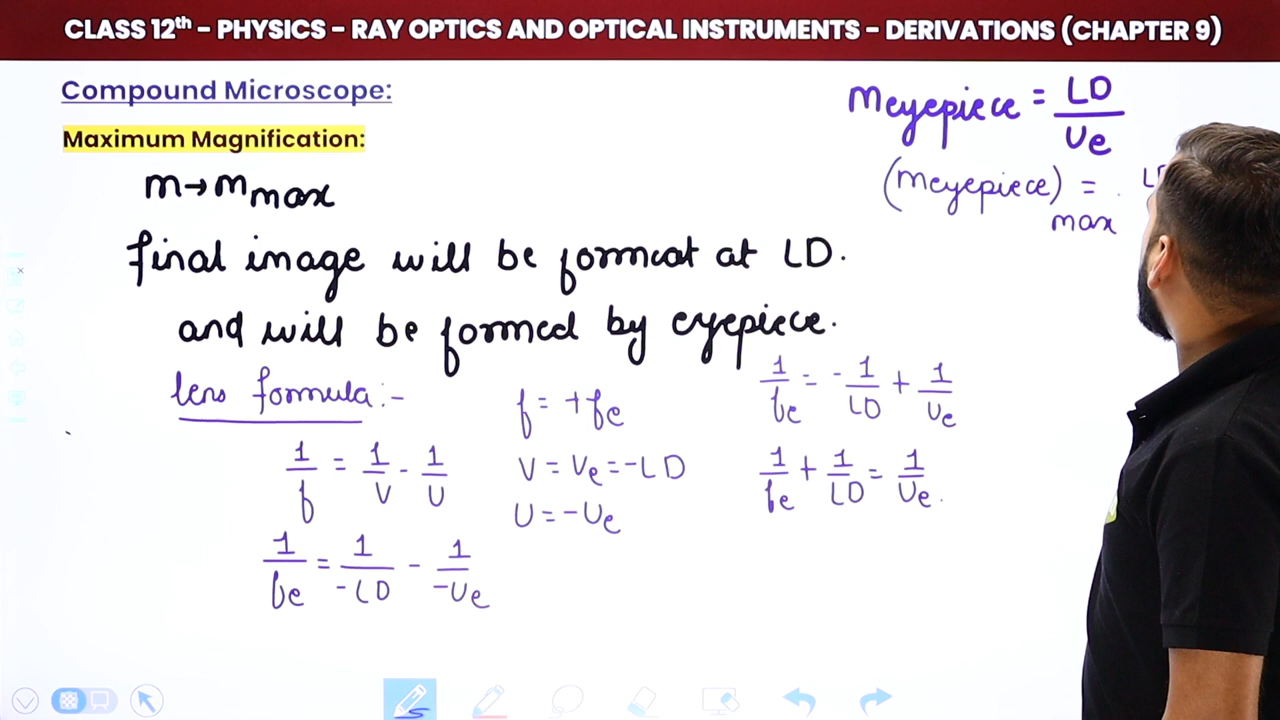 CLASS 12th – PHYSICS – RAY OPTICS AND OPTICAL INSTRUMENTS – DERIVATIONS (CHAPTER 9)
Compound Microscope:
Maximum Magnification:
m→m max
final image will be formeat at LD.
and will be formed by eyepiece.
lens formula:-
1/f = 1/v - 1/u
1/fe = 1/-LD - 1/-ue
f = +fe
v = ve = -LD
u = -ue
meyepiece = LD/ue
(meyepiece) max =
1/fe = -1/LD + 1/ue
1/fe + 1/LD = 1/ue.